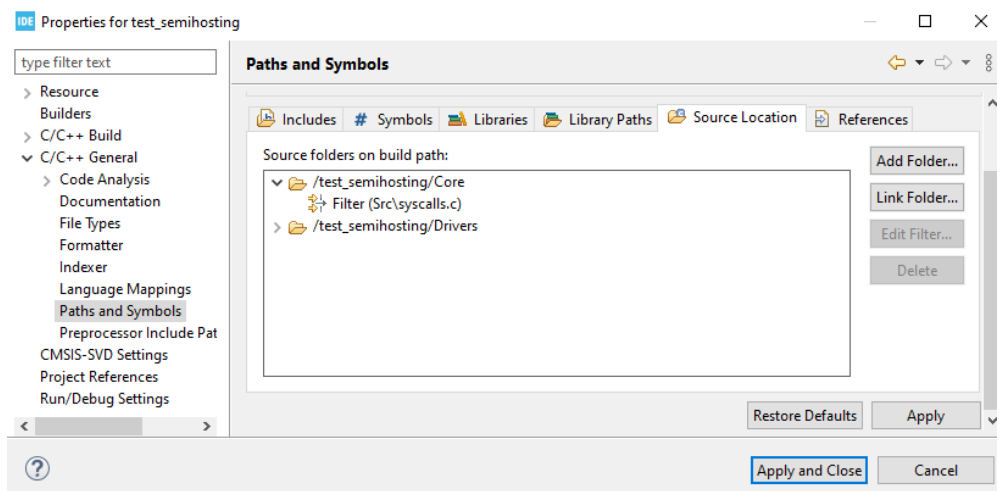 IDE Properties for test_semihosting
type filter text
Resource
Builders
C/C++ Build
C/C++ General
Code Analysis
Documentation
File Types
Formatter
Indexer
Language Mappings
Paths and Symbols
Preprocessor Include Pat
CMSIS-SVD Settings
Project References
Run/Debug Settings
Paths and Symbols
Includes # Symbols Libraries Library Paths Source Location References
Source folders on build path:
/test_semihosting/Core
Filter (Src\syscalls.c)
/test_semihosting/Drivers
Add Folder...
Link Folder...
Edit Filter...
Delete
Restore Defaults Apply
Apply and Close Cancel